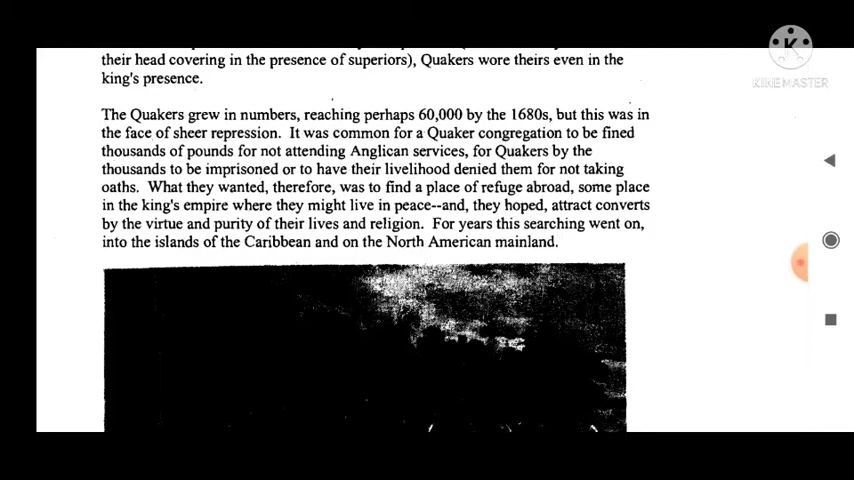 their head covering in the presence of superiors), Quakers wore theirs even in the
king's presence.
The Quakers grew in numbers, reaching perhaps 60,000 by the 1680s, but this was in
the face of sheer repression. It was common for a Quaker congregation to be fined
thousands of pounds for not attending Anglican services, for Quakers by the
thousands to be imprisoned or to have their livelihood denied them for not taking
oaths. What they wanted, therefore, was to find a place of refuge abroad, some place
in the king's empire where they might live in peace--and, they hoped, attract converts
by the virtue and purity of their lives and religion. For years this searching went on,
into the islands of the Caribbean and on the North American mainland.
K
KINEMASTER